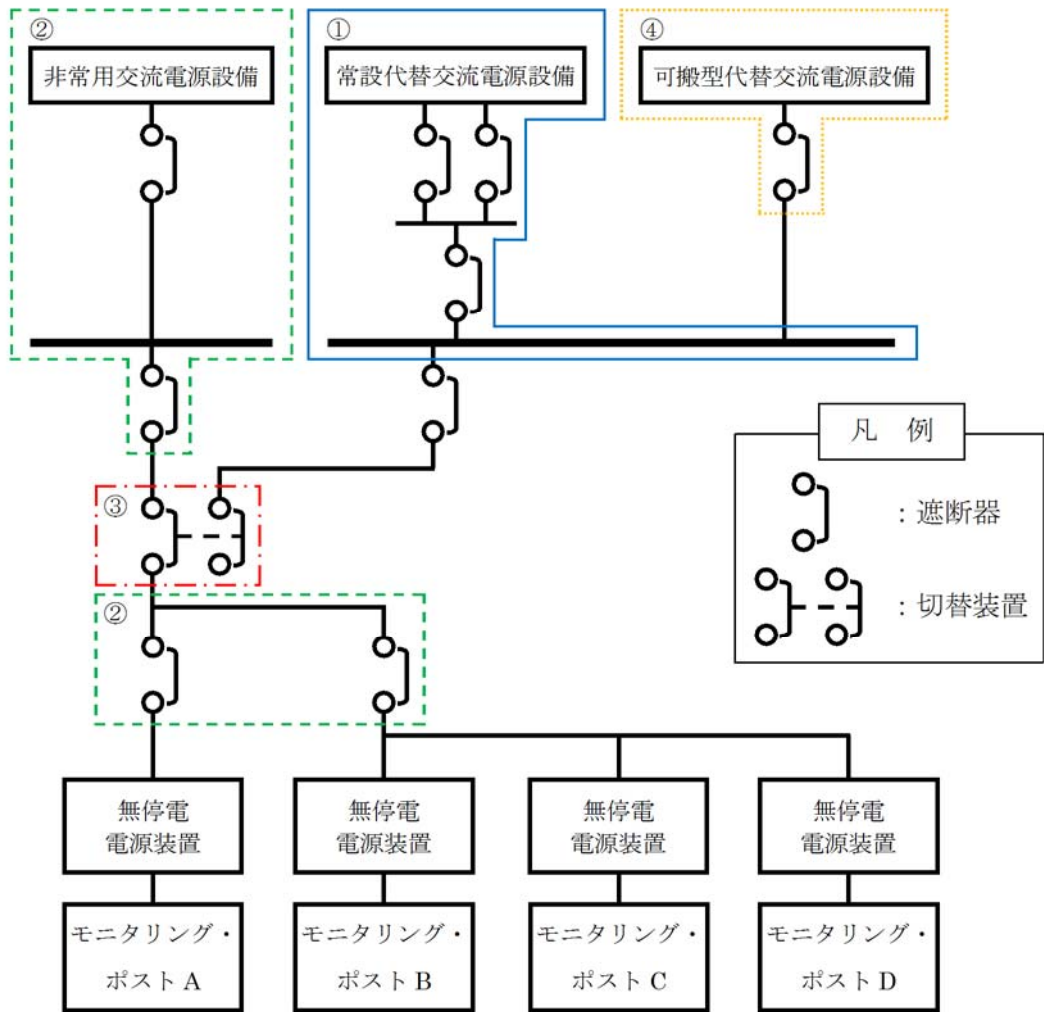 ②
非常用交流電源設備
①
常設代替交流電源設備
④
可搬型代替交流電源設備
凡 例
:遮断器
:切替装置
③
②
無停電
電源装置
無停電
電源装置
無停電
電源装置
無停電
電源装置
モニタリング・
ポスト A
モニタリング・
ポスト B
モニタリング・
ポスト C
モニタリング・
ポスト D